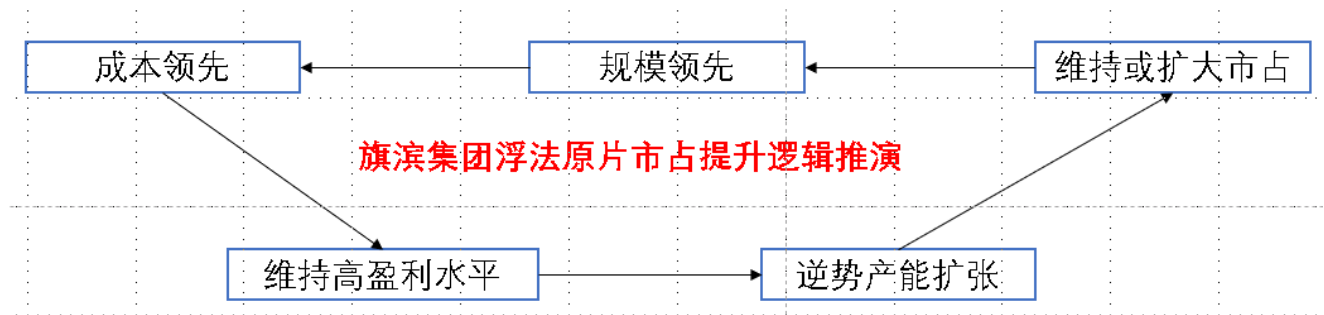 成本领先
规模领先
维持或扩大市占
旗滨集团浮法原片市占提升逻辑推演
维持高盈利水平
逆势产能扩张